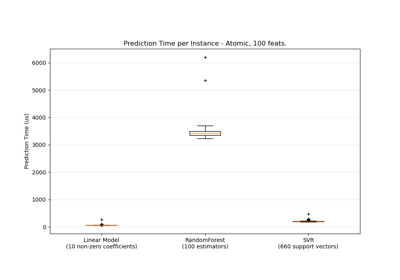 Prediction Time per Instance - Atomic, 100 feats.
Prediction Time (us)
6000
5000
4000
3000
2000
1000
0
Linear Model
(10 non-zero coefficients)
RandomForest
(100 estimators)
SVR
(660 support vectors)